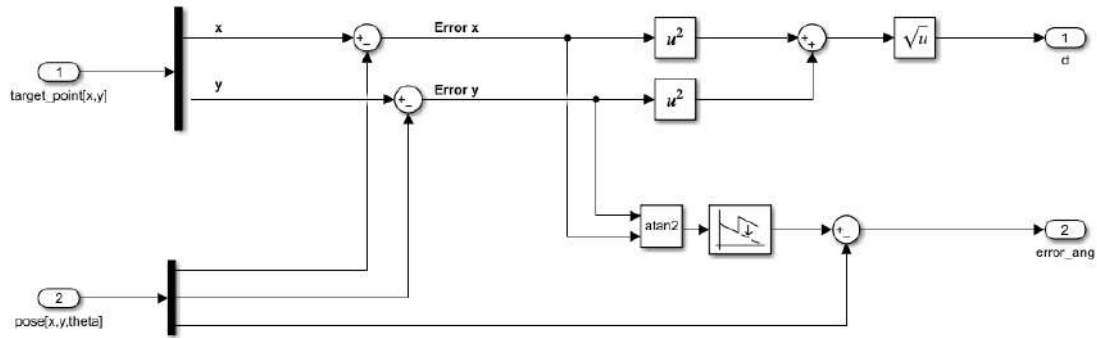 x
Error x
u²
+
−
+
+
√u
1
d
1
target_point[x,y]
y
Error y
+
−
u²
atan2
+
−
2
error_ang
2
pose[x,y,theta]